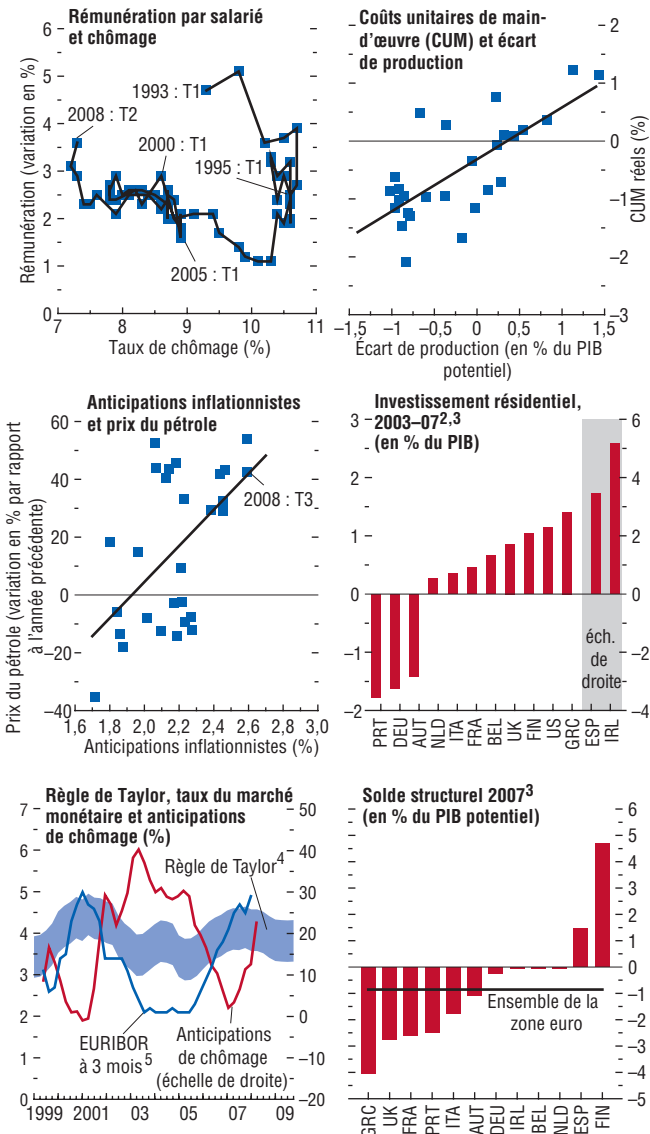 Rémunération par salarié
et chômage
Rémunération (variation en %)
6
5
4
3
2
1
0
1993 : T1
2008 : T2
2000 : T1
1995 : T1
2005 : T1
7 8 9 10 11
Taux de chômage (%)
Coûts unitaires de main-
d’œuvre (CUM) et écart
de production
2
1
0
–1
–2
–3
CUM réels (%)
–1,5 –1 –0,5 0 0,5 1 1,5
Écart de production (en % du PIB
potentiel)
Anticipations inflationnistes
et prix du pétrole
Prix du pétrole (variation en % par rapport
à l’année précédente)
60
40
20
0
–20
–40
2008 : T3
1,6 1,8 2,0 2,2 2,4 2,6 2,8 3,0
Anticipations inflationnistes (%)
Investissement résidentiel,
2003–07²,³
(en % du PIB)
3
2
1
0
–1
–2
6
4
2
0
–2
–4
éch.
de
droite
PRT DEU AUT NLD ITA FRA BEL UK FIN US GRC ESP IRL
Règle de Taylor, taux du marché
monétaire et anticipations
de chômage (%)
7
6
5
4
3
2
1
0
50
40
30
20
10
0
–10
–20
Règle de Taylor⁴
EURIBOR
à 3 mois⁵
Anticipations
de chômage
(échelle de droite)
1999 2001 03 05 07 09
Solde structurel 2007³
(en % du PIB potentiel)
6
5
4
3
2
1
0
–1
–2
–3
–4
–5
Ensemble de la
zone euro
GRC UK FRA PRT ITA AUT DEU IRL BEL NLD ESP FIN